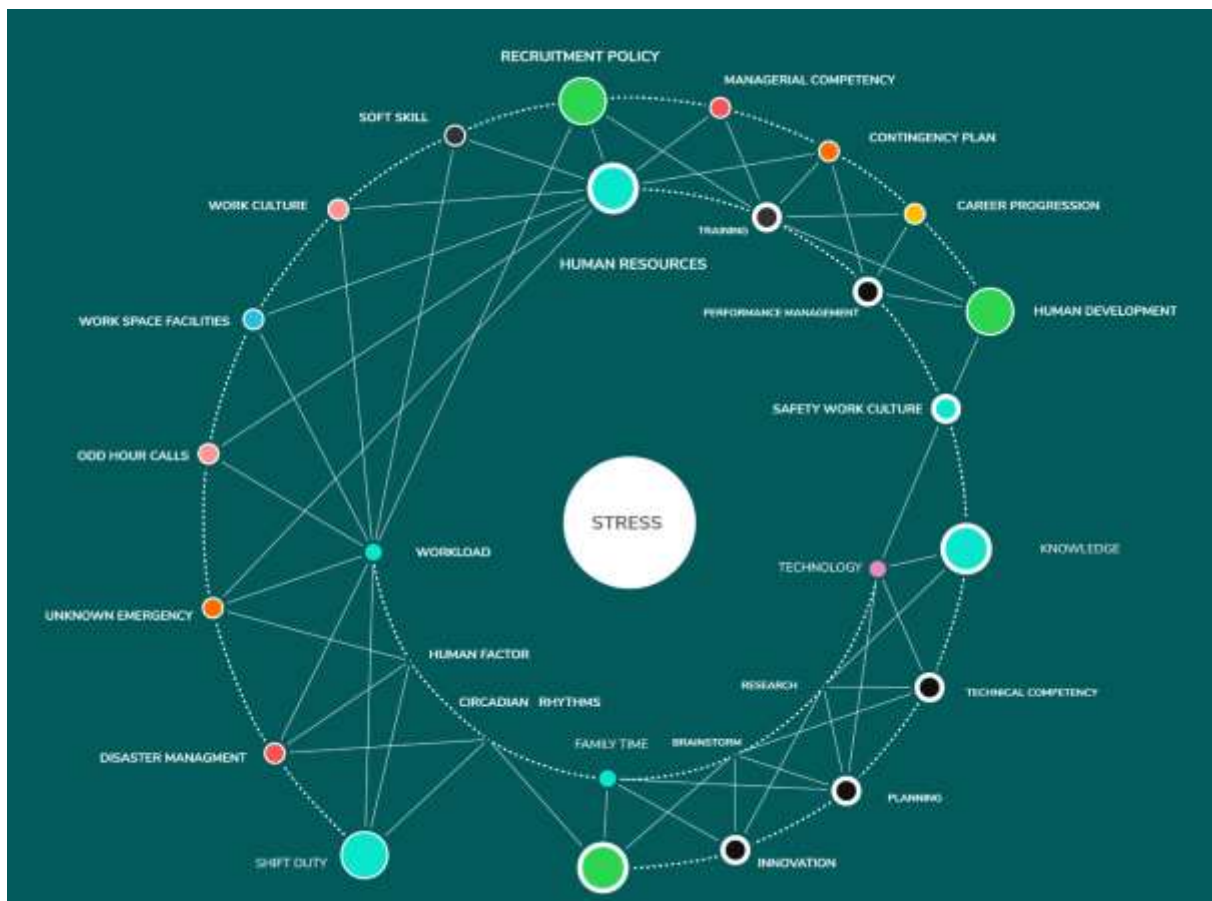 RECRUITMENT POLICY
MANAGERIAL COMPETENCY
SOFT SKILL
CONTINGENCY PLAN
WORK CULTURE
CAREER PROGRESSION
TRAINING
HUMAN RESOURCES
WORK SPACE FACILITIES
PERFORMANCE MANAGEMENT
HUMAN DEVELOPMENT
SAFETY WORK CULTURE
ODD HOUR CALLS
STRESS
WORKLOAD
KNOWLEDGE
TECHNOLOGY
UNKNOWN EMERGENCY
HUMAN FACTOR
RESEARCH
TECHNICAL COMPETENCY
CIRCADIAN RHYTHMS
FAMILY TIME
BRAINSTORM
DISASTER MANAGMENT
PLANNING
SHIFT DUTY
INNOVATION